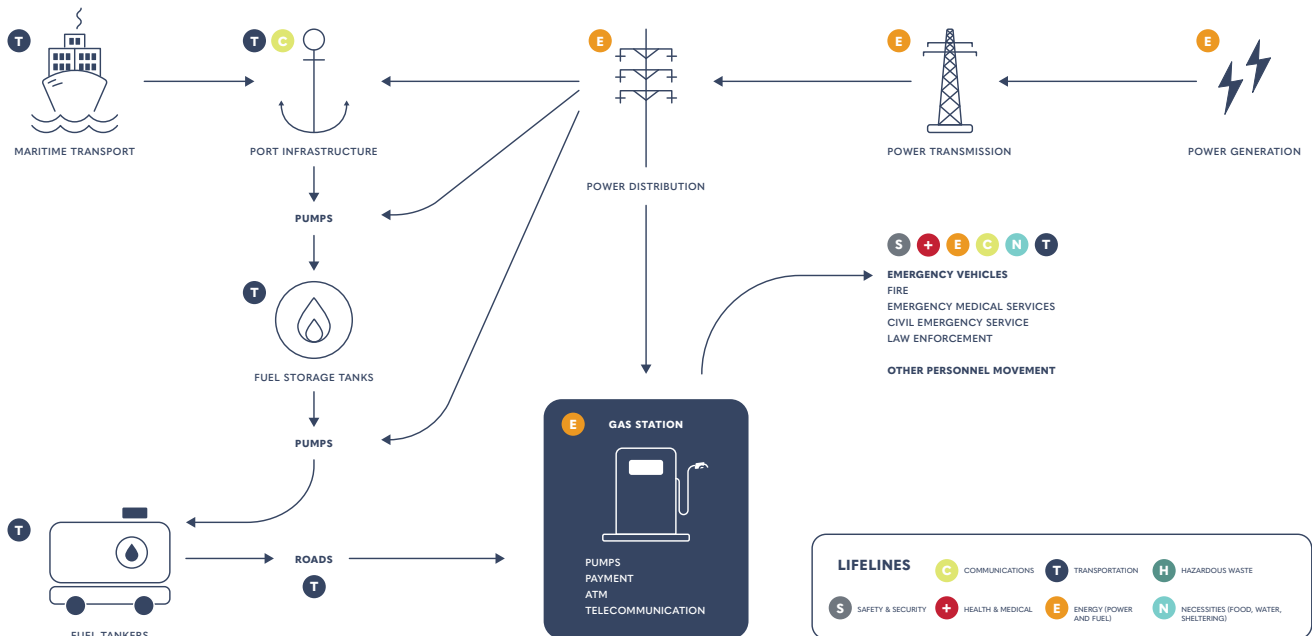 T
T C
E
E
E
MARITIME TRANSPORT
PORT INFRASTRUCTURE
POWER TRANSMISSION
POWER GENERATION
POWER DISTRIBUTION
PUMPS
S + E C N T
EMERGENCY VEHICLES
FIRE
EMERGENCY MEDICAL SERVICES
CIVIL EMERGENCY SERVICE
LAW ENFORCEMENT
OTHER PERSONNEL MOVEMENT
T
FUEL STORAGE TANKS
PUMPS
E GAS STATION
PUMPS
PAYMENT
ATM
TELECOMMUNICATION
T
ROADS
T
FUEL TANKERS
LIFELINES
C COMMUNICATIONS
T TRANSPORTATION
H HAZARDOUS WASTE
S SAFETY & SECURITY
+ HEALTH & MEDICAL
E ENERGY (POWER
AND FUEL)
N NECESSITIES (FOOD, WATER,
SHELTERING)